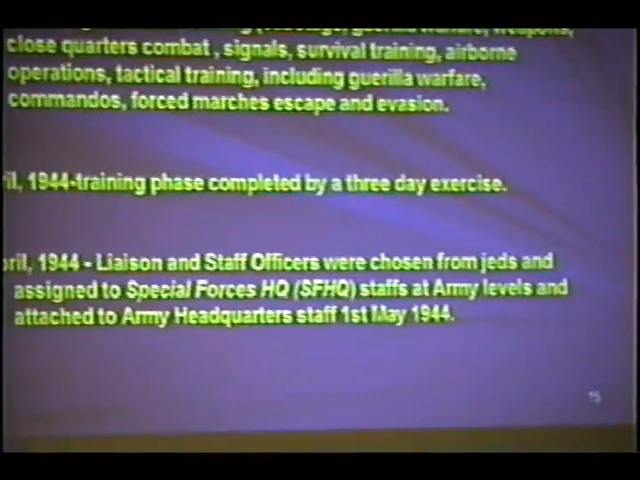 close quarters combat , signals, survival training, airborne
operations, tactical training, including guerilla warfare,
commandos, forced marches escape and evasion.
ril, 1944-training phase completed by a three day exercise.
oril, 1944 - Liaison and Staff Officers were chosen from jeds and
assigned to Special Forces HQ (SFHQ) staffs at Army levels and
attached to Army Headquarters staff 1st May 1944.
15